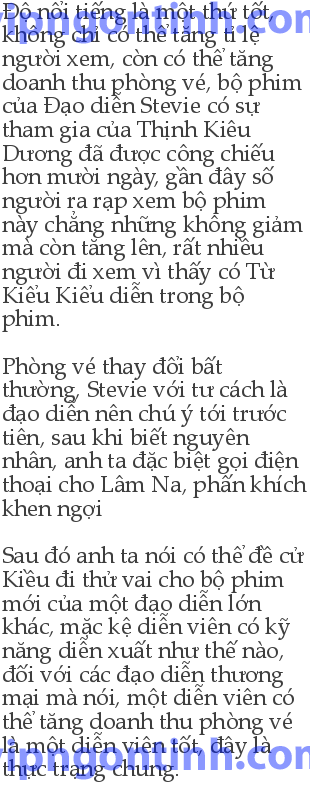 Độ nổi tiếng là một thứ tốt,
không chỉ có thể tăng tỉ lệ
người xem, còn có thể tăng
doanh thu phòng vé, bộ phim
của Đạo diễn Stevie có sự
tham gia của Thịnh Kiêu
Dương đã được công chiếu
hơn mười ngày, gần đây số
người ra rạp xem bộ phim
này chẳng những không giảm
mà còn tăng lên, rất nhiều
người đi xem vì thấy có Từ
Kiểu Kiểu diễn trong bộ
phim.
Phòng vé thay đổi bất
thường, Stevie với tư cách là
đạo diễn nên chú ý tới trước
tiên, sau khi biết nguyên
nhân, anh ta đặc biệt gọi điện
thoại cho Lâm Na, phấn khích
khen ngợi
Sau đó anh ta nói có thể đề cử
Kiều đi thử vai cho bộ phim
mới của một đạo diễn lớn
khác, mặc kệ diễn viên có kỹ
năng diễn xuất như thế nào,
đối với các đạo diễn thương
mại mà nói, một diễn viên có
thể tăng doanh thu phòng vé
là một diễn viên tốt, đây là
thực trạng chung.
vipngontinh.com
vipngontinh.com